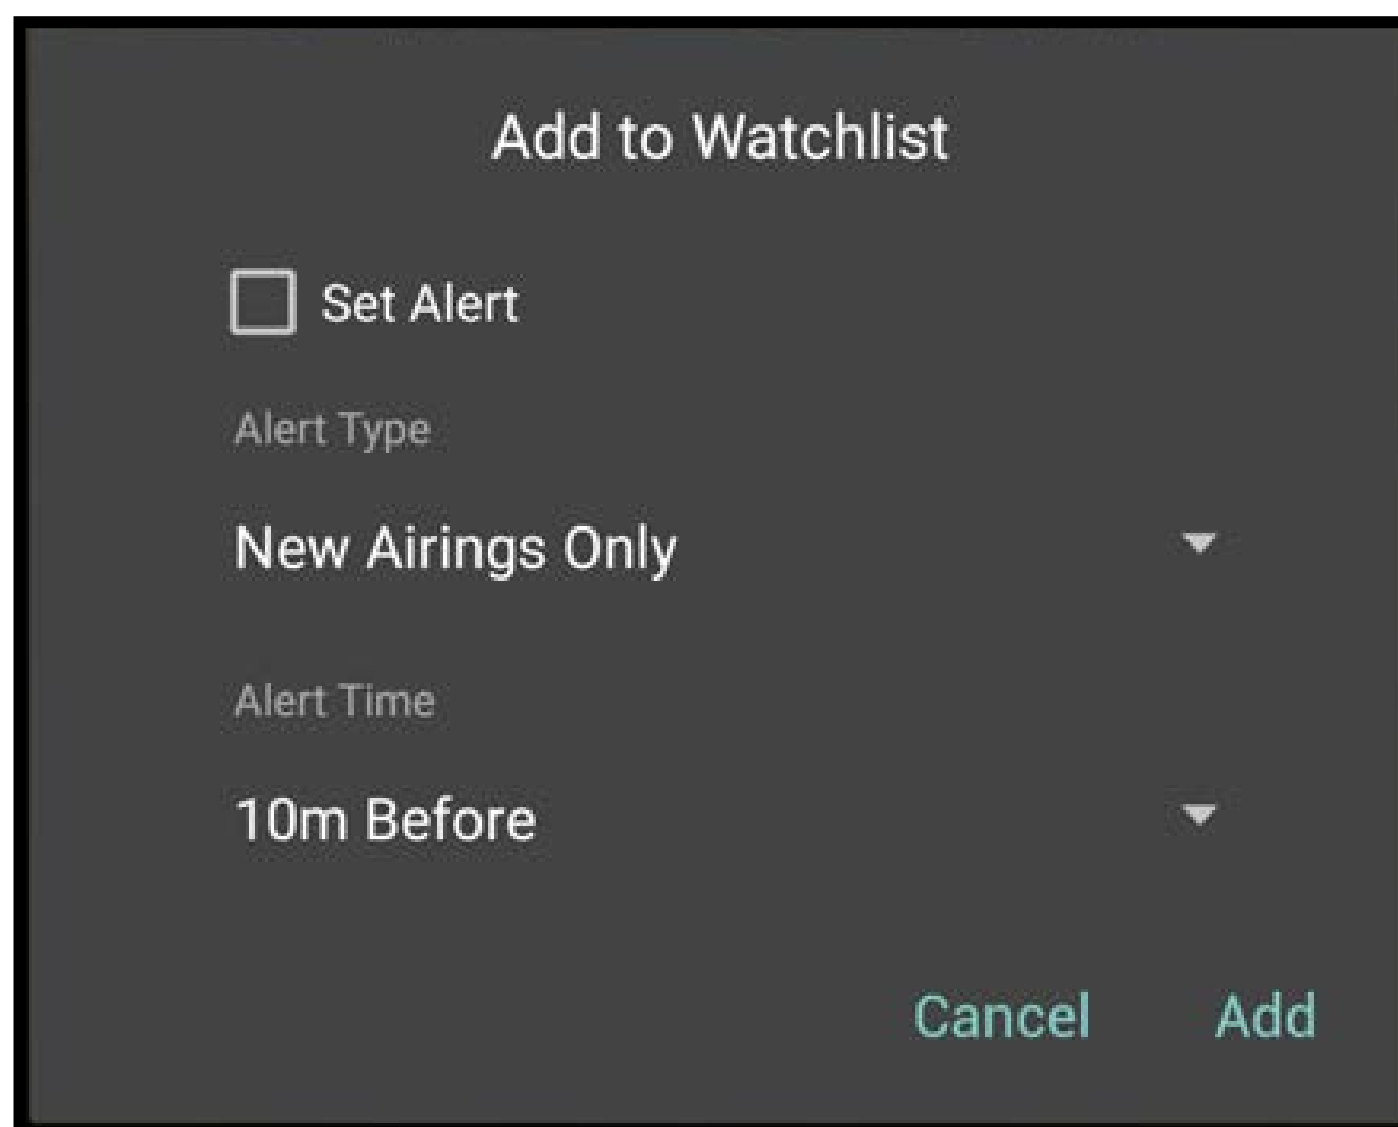 Add to Watchlist
Set Alert
Alert Type
New Airings Only
Alert Time
10m Before
Cancel Add